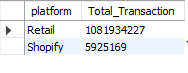 platform Total_Transaction
Retail 1081934227
Shopify 5925169